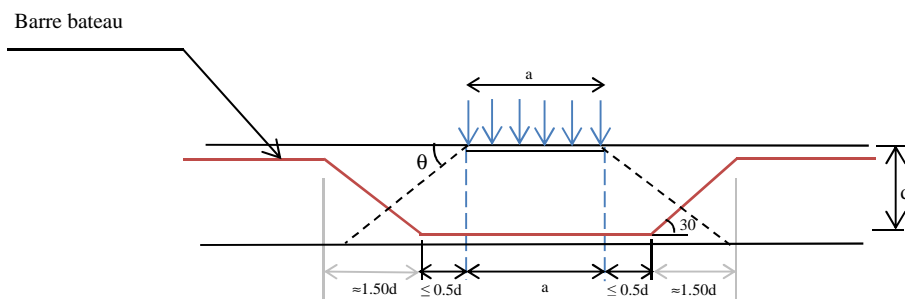 Barre bateau
a
θ
d
30
≈1.50d
≤ 0.5d
a
≤ 0.5d
≈1.50d